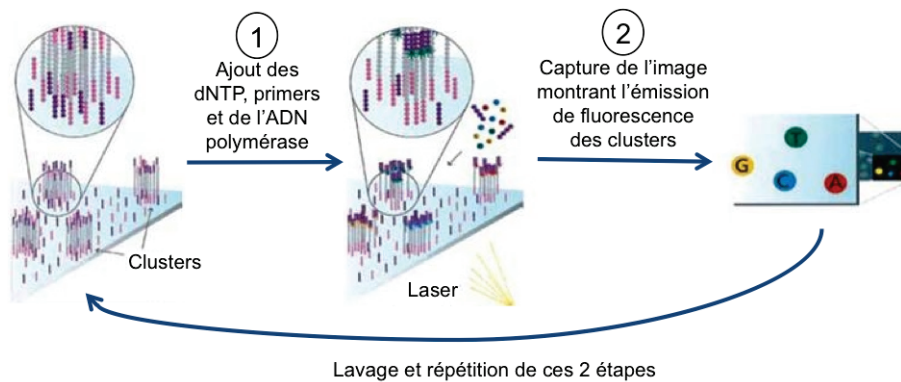 1
Ajout des
dNTP, primers
et de l'ADN
polymérase
2
Capture de l'image
montrant l'émission
de fluorescence
des clusters
T
G
C
A
Clusters
Laser
Lavage et répétition de ces 2 étapes